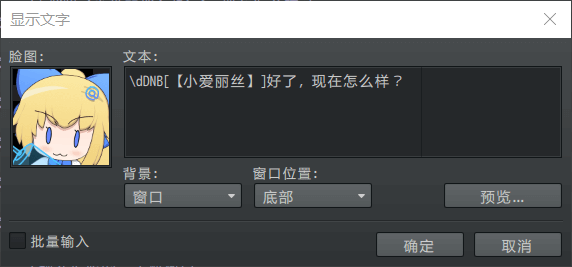 显示文字
脸图:
文本:
\dDNB[【小爱丽丝】]好了，现在怎么样？
背景:
窗口位置:
窗口
底部
预览...
批量输入
确定
取消